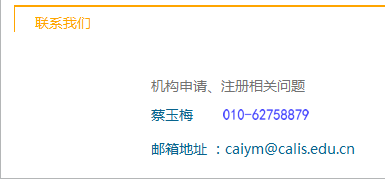 联系我们
机构申请、注册相关问题
蔡玉梅 010-62758879
邮箱地址 ：caiym@calis.edu.cn